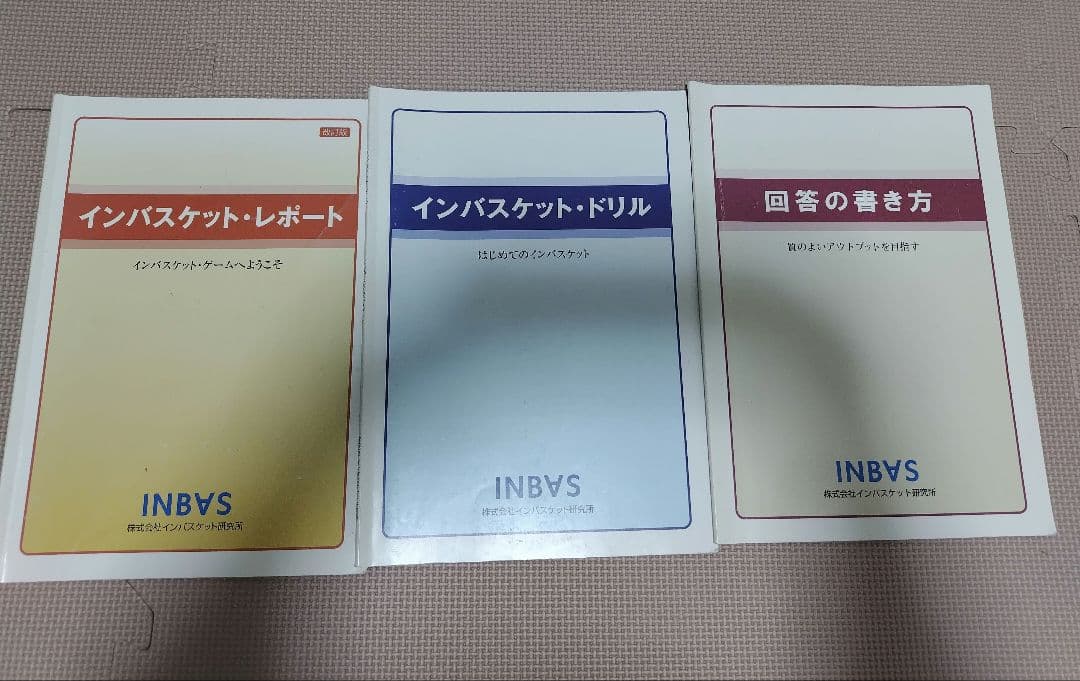 改訂版
インバスケット・レポート
インバスケット・ゲームへようこそ
INB∀S
株式会社インバスケット研究所
インバスケット・ドリル
はじめてのインバスケット
INB∀S
株式会社インバスケット研究所
回答の書き方
質のよいアウトプットを目指す
INB∀S
株式会社インバスケット研究所